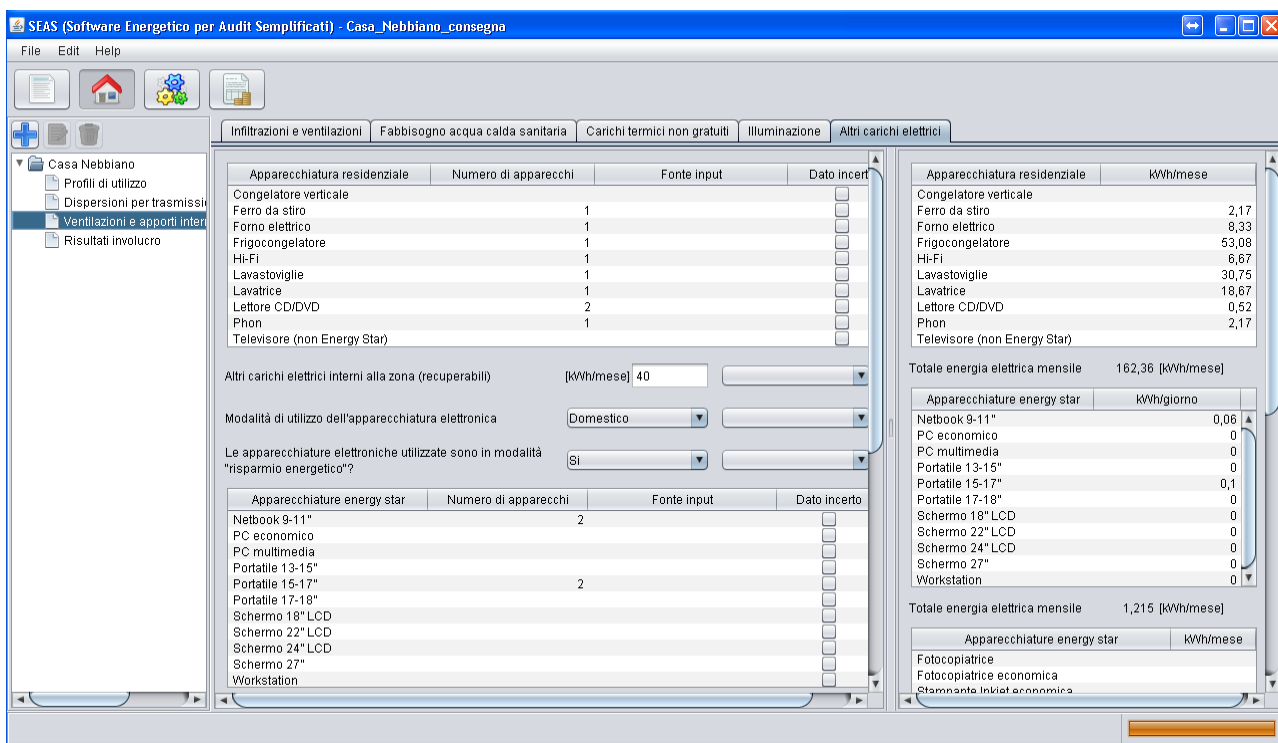 SEAS (Software Energetico per Audit Semplificati) - Casa_Nebbiano_consegna
File Edit Help
Infiltrazioni e ventilazioni Fabbisogno acqua calda sanitaria Carichi termici non gratuiti Illuminazione Altri carichi elettrici
Casa Nebbiano
Profili di utilizzo
Dispersioni per trasmissi
Ventilazioni e apporti inter
Risultati involucro
Apparecchiatura residenziale Numero di apparecchi Fonte input Dato incert
Congelatore verticale
Ferro da stiro 1
Forno elettrico 1
Frigocongelatore 1
Hi-Fi 1
Lavastoviglie 1
Lavatrice 1
Lettore CD/DVD 2
Phon 1
Televisore (non Energy Star)
Altri carichi elettrici interni alla zona (recuperabili) [kWh/mese] 40
Modalità di utilizzo dell'apparecchiatura elettronica Domestico
Le apparecchiature elettroniche utilizzate sono in modalità
"risparmio energetico"? Si
Apparecchiature energy star Numero di apparecchi Fonte input Dato incerto
Netbook 9-11" 2
PC economico
PC multimedia
Portatile 13-15"
Portatile 15-17" 2
Portatile 17-18"
Schermo 18" LCD
Schermo 22" LCD
Schermo 24" LCD
Schermo 27"
Workstation
Apparecchiatura residenziale kWh/mese
Congelatore verticale
Ferro da stiro 2,17
Forno elettrico 8,33
Frigocongelatore 53,08
Hi-Fi 6,67
Lavastoviglie 30,75
Lavatrice 18,67
Lettore CD/DVD 0,52
Phon 2,17
Televisore (non Energy Star)
Totale energia elettrica mensile 162,36 [kWh/mese]
Apparecchiature energy star kWh/giorno
Netbook 9-11" 0,06
PC economico 0
PC multimedia 0
Portatile 13-15" 0
Portatile 15-17" 0,1
Portatile 17-18" 0
Schermo 18" LCD 0
Schermo 22" LCD 0
Schermo 24" LCD 0
Schermo 27" 0
Workstation 0
Totale energia elettrica mensile 1,215 [kWh/mese]
Apparecchiature energy star kWh/mese
Fotocopiatrice
Fotocopiatrice economica
Stampante Inkjet economica